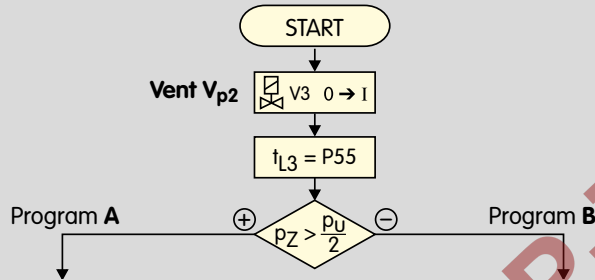 START
Vent Vp2
V3 0 → I
tL3 = P55
Program A
⊕
pZ > pu/2
⊖
Program B